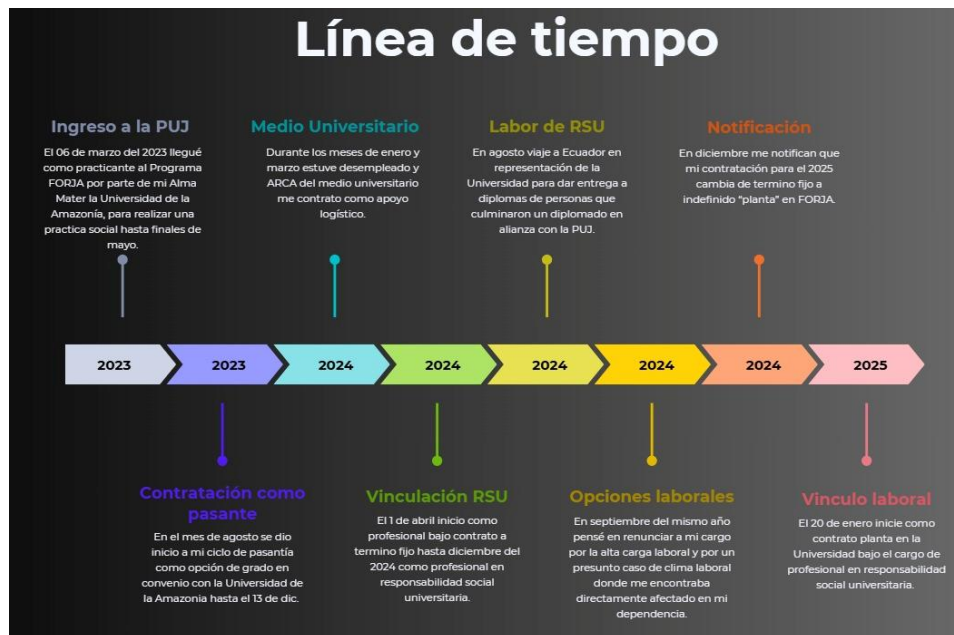 Línea de tiempo
Ingreso a la PUJ
El 06 de marzo del 2023 llegué
como practicante al Programa
FORJA por parte de mi Alma
Mater la Universidad de la
Amazonía, para realizar una
practica social hasta finales de
mayo.
Medio Universitario
Durante los meses de enero y
marzo estuve desempleado y
ARCA del medio universitario
me contrato como apoyo
logístico.
Labor de RSU
En agosto viaje a Ecuador en
representación de la
Universidad para dar entrega a
diplomas de personas que
culminaron un diplomado en
alianza con la PUJ.
Notificación
En diciembre me notifican que
mi contratación para el 2025
cambia de termino fijo a
indefinido “planta” en FORJA.
2023
2023
2024
2024
2024
2024
2024
2025
Contratación como
pasante
En el mes de agosto se dio
inicio a mi ciclo de pasantía
como opción de grado en
convenio con la Universidad de
la Amazonia hasta el 13 de dic.
Vinculación RSU
El 1 de abril inicio como
profesional bajo contrato a
termino fijo hasta diciembre del
2024 como profesional en
responsabilidad social
universitaria.
Opciones laborales
En septiembre del mismo año
pensé en renunciar a mi cargo
por la alta carga laboral y por un
presunto caso de clima laboral
donde me encontraba
directamente afectado en mi
dependencia.
Vinculo laboral
El 20 de enero inicie como
contrato planta en la
Universidad bajo el cargo de
profesional en responsabilidad
social universitaria.